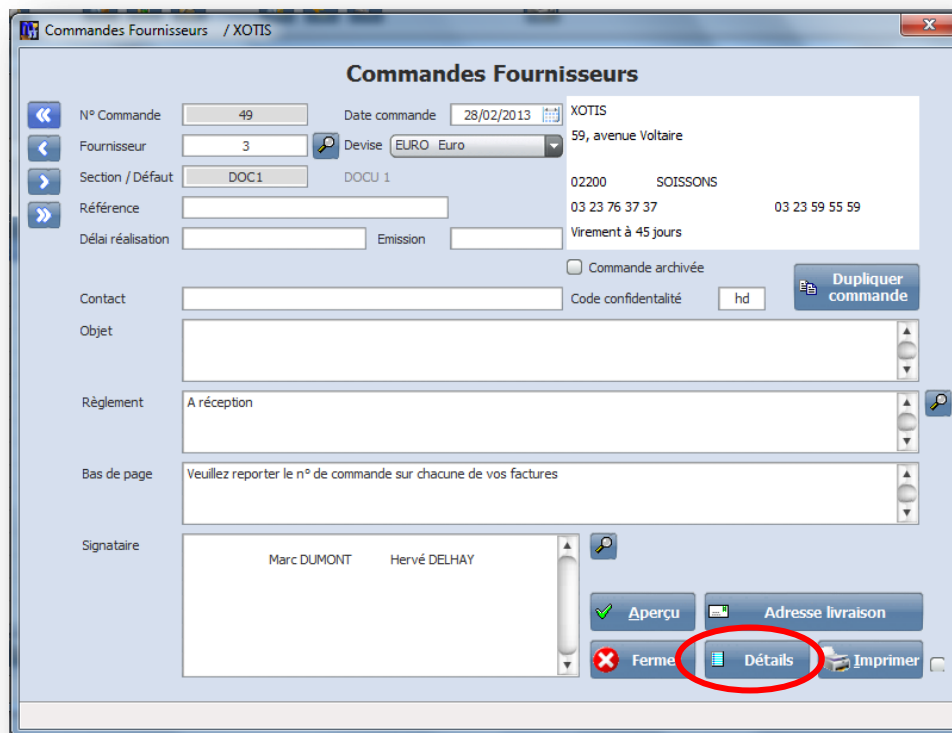 Commandes Fournisseurs / XOTIS
Commandes Fournisseurs
N° Commande 49 Date commande 28/02/2013 XOTIS
Fournisseur 3 Devise EURO Euro 59, avenue Voltaire
Section / Défaut DOC1 DOCU 1 02200 SOISSONS
Référence 03 23 76 37 37 03 23 59 55 59
Délai réalisation Emission Virement à 45 jours
Commande archivée
Dupliquer
commande
Contact Code confidentalité hd
Objet
Règlement A réception
Bas de page Veuillez reporter le n° de commande sur chacune de vos factures
Signataire
Marc DUMONT Hervé DELHAY
Aperçu Adresse livraison
Ferme Détails Imprimer